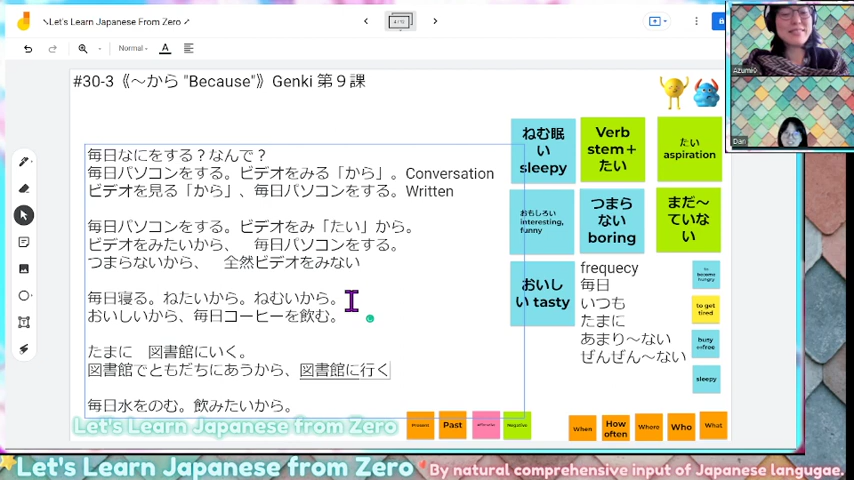 ↖Let's Learn Japanese From Zero ↗
4 / 12
Normal
A
#30-3《〜から "Because"》Genki 第９課
毎日なにをする？なんで？
毎日パソコンをする。ビデオをみる「から」。Conversation
ビデオを見る「から」、毎日パソコンをする。Written
毎日パソコンをする。ビデオをみ「たい」から。
ビデオをみたいから、　毎日パソコンをする。
つまらないから、　全然ビデオをみない
毎日寝る。ねたいから。ねむいから。
おいしいから、毎日コーヒーを飲む。
たまに　図書館にいく。
図書館でともだちにあうから、図書館に行く
毎日水をのむ。飲みたいから。
ねむ眠い sleepy
Verb stem＋たい
たい aspiration
おもしろい interesting, funny
つまらない boring
まだ〜ていない
おいしい tasty
frequecy
毎日
いつも
たまに
あまり〜ない
ぜんぜん〜ない
to become hungry
to get tired
busy ⇔free
sleepy
Present
Past
affirmative
Negative
When
How often
Where
Who
What
Azumio
Dari
Let's Learn Japanese from Zero
Let's Learn Japanese from Zero
By natural comprehensive input of Japanese langugae.